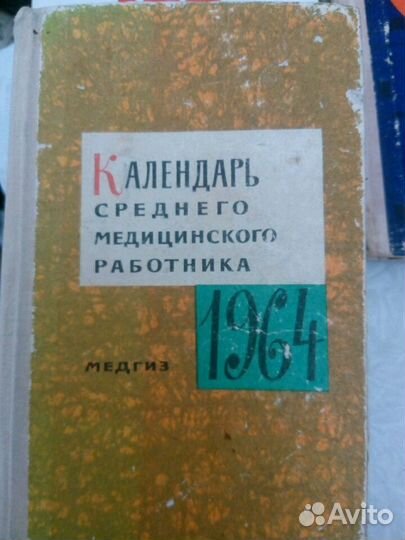 КАЛЕНДАРЬ
СРЕДНЕГО
МЕДИЦИНСКОГО
РАБОТНИКА
1964
МЕДГИЗ
Avito